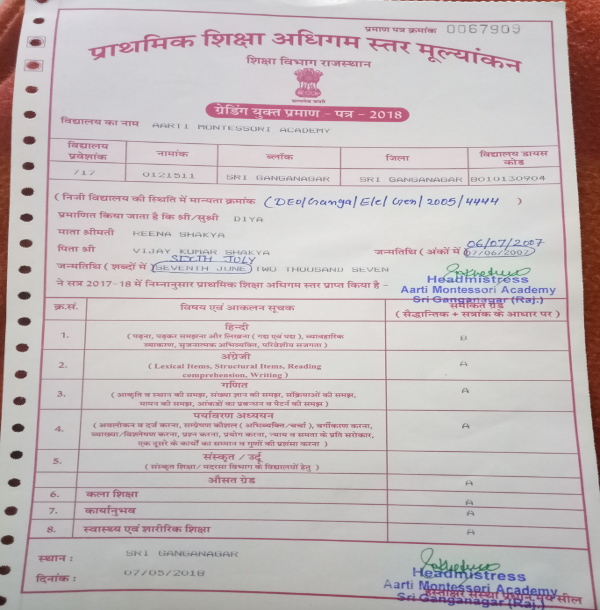 प्रमाण पत्र क्रमांक 0067909
प्राथमिक शिक्षा अधिगम स्तर मूल्यांकन
शिक्षा विभाग राजस्थान
सत्यमेव जयते
ग्रेडिंग युक्त प्रमाण - पत्र - 2018
विद्यालय का नाम AARTI MONTESSORI ACADEMY
विद्यालय प्रवेशांक नामांक ब्लॉक जिला विद्यालय डायस कोड
717 0121511 SRI GANGANAGAR SRI GANGANAGAR 8010130904
( निजी विद्यालय की स्थिति में मान्यता क्रमांक (DEO/Ganga/E/c/ /2005/4444 )
प्रमाणित किया जाता है कि श्री/सुश्री DIYA
माता श्रीमती REENA SHAKYA
06/07/2007
पिता श्री VIJAY KUMAR SHAKYA जन्मतिथि ( अंकों में ) 07/06/2007
SIXTH JULY
जन्मतिथि ( शब्दों में ) SEVENTH JUNE TWO THOUSAND SEVEN
Headmistress
ने सत्र 2017-18 में निम्नानुसार प्राथमिक शिक्षा अधिगम स्तर प्राप्त किया है -
Aarti Montessori Academy
Sri Ganganagar (Raj.)
क्र.सं. विषय एवं आकलन सूचक समेकित ग्रेड
( सैद्धान्तिक + सत्रांक के आधार पर )
1. हिन्दी B
( पढ़ना, पढ़कर समझना और लिखना ( गद्य एवं पद्य ), व्यावहारिक
व्याकरण, सृजनात्मक अभिव्यक्ति, परिवेशीय सजगता )
2. अंग्रेजी A
( Lexical Items, Structural Items, Reading
comprehension, Writing )
3. गणित A
( आकृति व स्थान की समझ, संख्या ज्ञान की समझ, संक्रियाओं की समझ,
मापन की समझ, आंकडों का प्रबन्धन व पैटर्न की समझ )
4. पर्यावरण अध्ययन A
( अवलोकन व दर्ज करना, सम्प्रेषण कौशल ( अभिव्यक्ति/चर्चा ), वर्गीकरण करना,
व्याख्या/विश्लेषण करना, प्रश्न करना, प्रयोग करना, न्याय व समता के प्रति सरोकार,
एक दूसरे के कार्यों का सम्मान व गुणों की प्रशंसा करना )
5. संस्कृत / उर्दू
( संस्कृत शिक्षा/ मदरसा विभाग के विद्यालयों हेतु )
औसत ग्रेड A
6. कला शिक्षा A
7. कार्यानुभव A
8. स्वास्थ्य एवं शारीरिक शिक्षा A
स्थान : SRI GANGANAGAR
दिनांक : 07/05/2018
Headmistress
Aarti Montessori Academy
हस्ताक्षर संस्था प्रधान मय सील
Sri Ganganagar (Raj.)